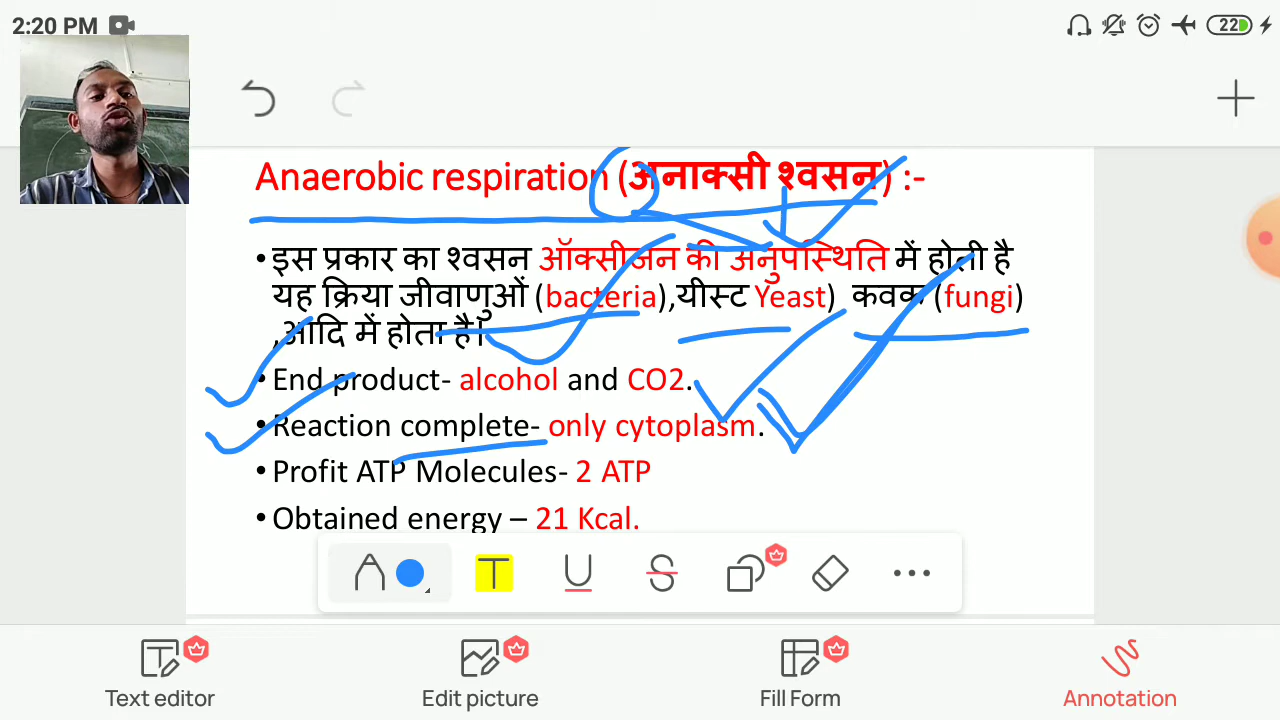 2:20 PM
22
Anaerobic respiration (अनाक्सी श्वसन) :-
•इस प्रकार का श्वसन ऑक्सीजन की अनुपस्थिति में होती है
यह क्रिया जीवाणुओं (bacteria),यीस्ट Yeast) कवक (fungi)
,आदि में होता है।
•End product- alcohol and CO2.
•Reaction complete- only cytoplasm.
•Profit ATP Molecules- 2 ATP
•Obtained energy – 21 Kcal.
T U S
Text editor Edit picture Fill Form Annotation